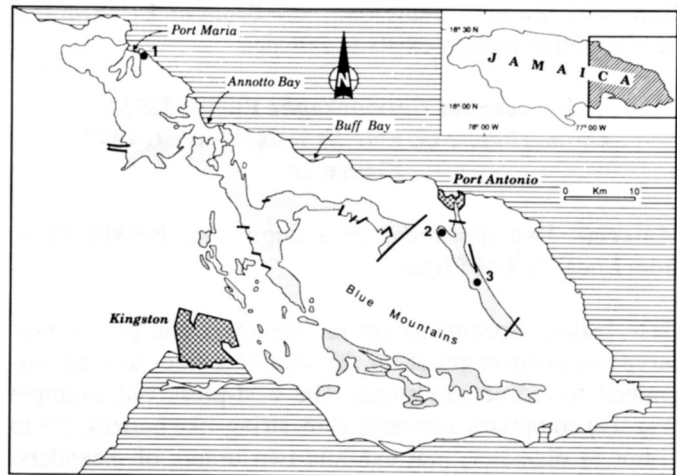 Port Maria
1
Annotto Bay
Buff Bay
N
18° 30'
JAMAICA
18° 00'
78° 00'
77° 00' W
Port Antonio
0 Km 10
2
3
Blue Mountains
Kingston